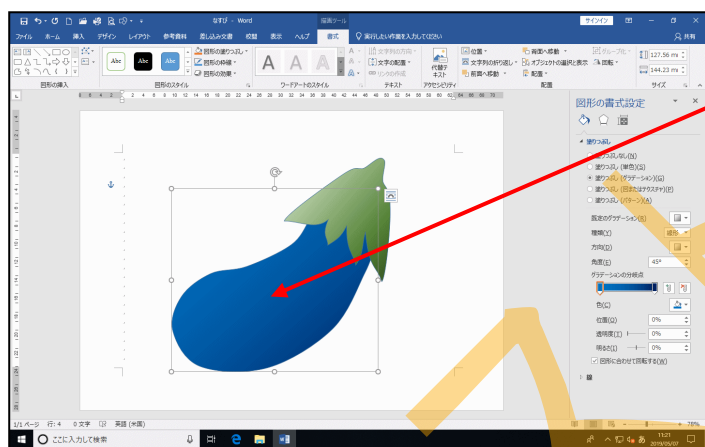 なすび - Word
描画ツール
サインイン
ファイル ホーム 挿入 デザイン レイアウト 参考資料 差し込み文書 校閲 表示 ヘルプ 書式 実行したい作業を入力してください 共有
図形の塗りつぶし 文字列の方向 位置 前面へ移動 グループ化 127.56 mm
Abc Abc Abc 図形の枠線 A A A 文字の配置 文字列の折り返し オブジェクトの選択と表示 回転
図形の効果 リンクの作成 代替テキスト 背面へ移動 配置 144.23 mm
図形の挿入 図形のスタイル ワードアートのスタイル テキスト アクセシビリティ 配置 サイズ
図形の書式設定
塗りつぶし
塗りつぶしなし(N)
塗りつぶし (単色)(S)
塗りつぶし (グラデーション)(G)
塗りつぶし (図またはテクスチャ)(P)
塗りつぶし (パターン)(A)
既定のグラデーション(R)
種類(Y) 線形
方向(D)
角度(E) 45°
グラデーションの分岐点
色(C)
位置(O) 0%
透明度(T) 0%
明るさ(I) 0%
図形に合わせて回転する(W)
1/1 ページ 行: 4 0 文字 英語 (米国) 78%
ここに入力して検索
11:21
2019/05/07